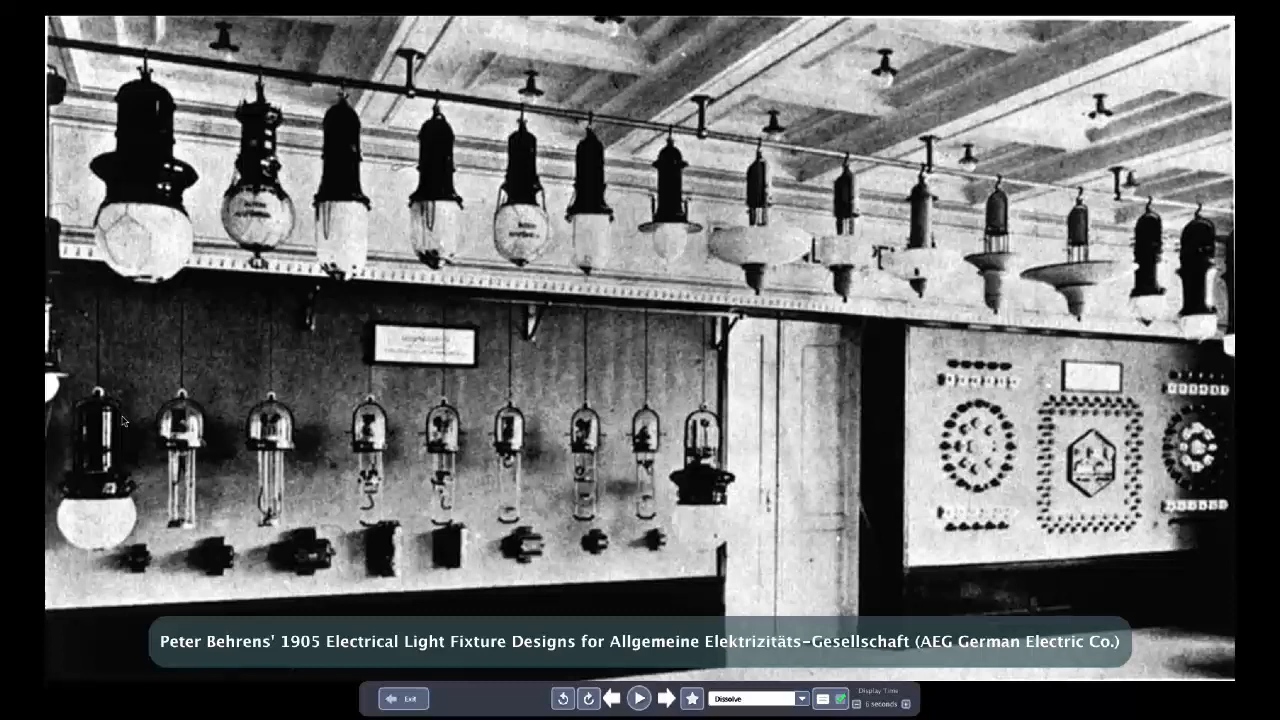 Peter Behrens' 1905 Electrical Light Fixture Designs for Allgemeine Elektrizitäts-Gesellschaft (AEG German Electric Co.)
Exit
Dissolve
Display Time
6 seconds